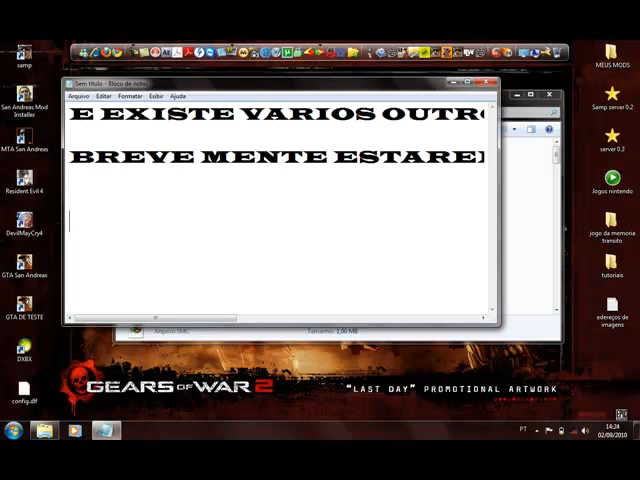 samp
San Andreas Mod
Installer
MTA San Andreas
Resident Evil 4
DevilMayCry4
GTA San Andreas
GTA DE TESTE
config.dlf
Sem título - Bloco de notas
Arquivo Editar Formatar Exibir Ajuda
E EXISTE VARIOS OUTRO
BREVE MENTE ESTAREI
Arquivo SMC
Tamanho: 1,00 MB
MEUS MODS
Samp server 0.2
server 0.3
Jogos nintendo
jogo da memoria
transito
tutoriais
edereços de
imagens
GEARS OF WAR 2
"LAST DAY" PROMOTIONAL ARTWORK
PT
14:24
02/09/2010